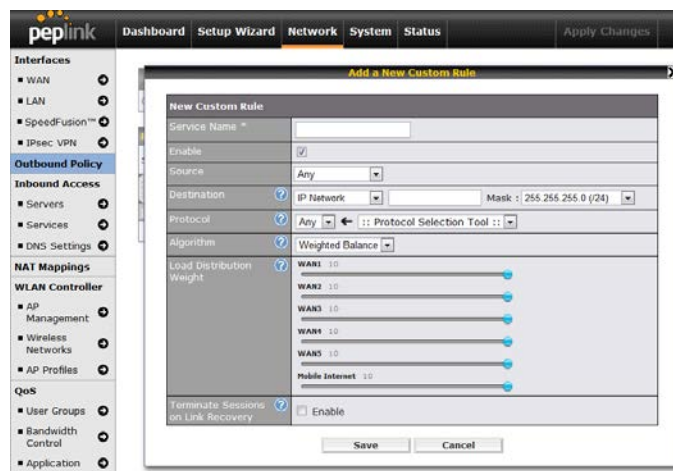 peplink
Dashboard Setup Wizard Network System Status Apply Changes
Interfaces
WAN
LAN
SpeedFusion™
IPsec VPN
Outbound Policy
Inbound Access
Servers
Services
DNS Settings
NAT Mappings
WLAN Controller
AP Management
Wireless Networks
AP Profiles
QoS
User Groups
Bandwidth Control
Application
Add a New Custom Rule
New Custom Rule
Service Name *
Enable
Source Any
Destination ? IP Network Mask : 255.255.255.0 (/24)
Protocol ? Any :: Protocol Selection Tool ::
Algorithm ? Weighted Balance
Load Distribution Weight ?
WAN1 10
WAN2 10
WAN3 10
WAN4 10
WAN5 10
Mobile Internet 10
Terminate Sessions on Link Recovery ? Enable
Save Cancel